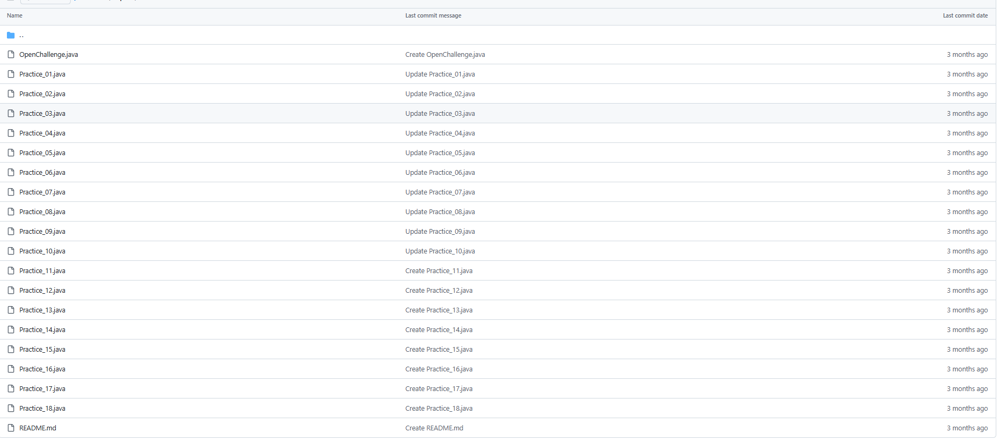 Name Last commit message Last commit date
..
OpenChallenge.java Create OpenChallenge.java 3 months ago
Practice_01.java Update Practice_01.java 3 months ago
Practice_02.java Update Practice_02.java 3 months ago
Practice_03.java Update Practice_03.java 3 months ago
Practice_04.java Update Practice_04.java 3 months ago
Practice_05.java Update Practice_05.java 3 months ago
Practice_06.java Update Practice_06.java 3 months ago
Practice_07.java Update Practice_07.java 3 months ago
Practice_08.java Update Practice_08.java 3 months ago
Practice_09.java Update Practice_09.java 3 months ago
Practice_10.java Update Practice_10.java 3 months ago
Practice_11.java Create Practice_11.java 3 months ago
Practice_12.java Create Practice_12.java 3 months ago
Practice_13.java Create Practice_13.java 3 months ago
Practice_14.java Create Practice_14.java 3 months ago
Practice_15.java Create Practice_15.java 3 months ago
Practice_16.java Create Practice_16.java 3 months ago
Practice_17.java Create Practice_17.java 3 months ago
Practice_18.java Create Practice_18.java 3 months ago
README.md Create README.md 3 months ago